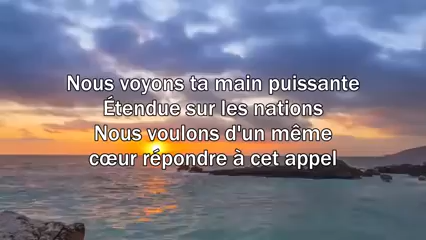 Nous voyons ta main puissante
Étendue sur les nations
Nous voulons d'un même
cœur répondre à cet appel